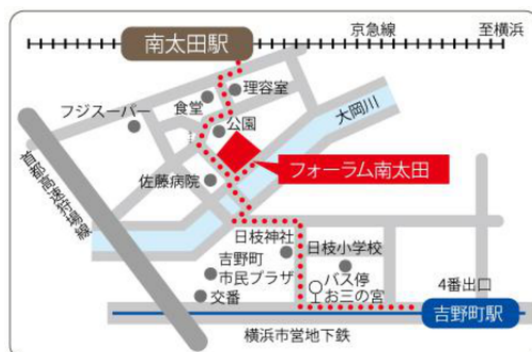 南太田駅
京急線
至横浜
理容室
食堂
フジスーパー
公園
大岡川
フォーラム南太田
佐藤病院
首都高速狩場線
日枝神社
日枝小学校
吉野町
市民プラザ
バス停
お三の宮
4番出口
交番
吉野町駅
横浜市営地下鉄